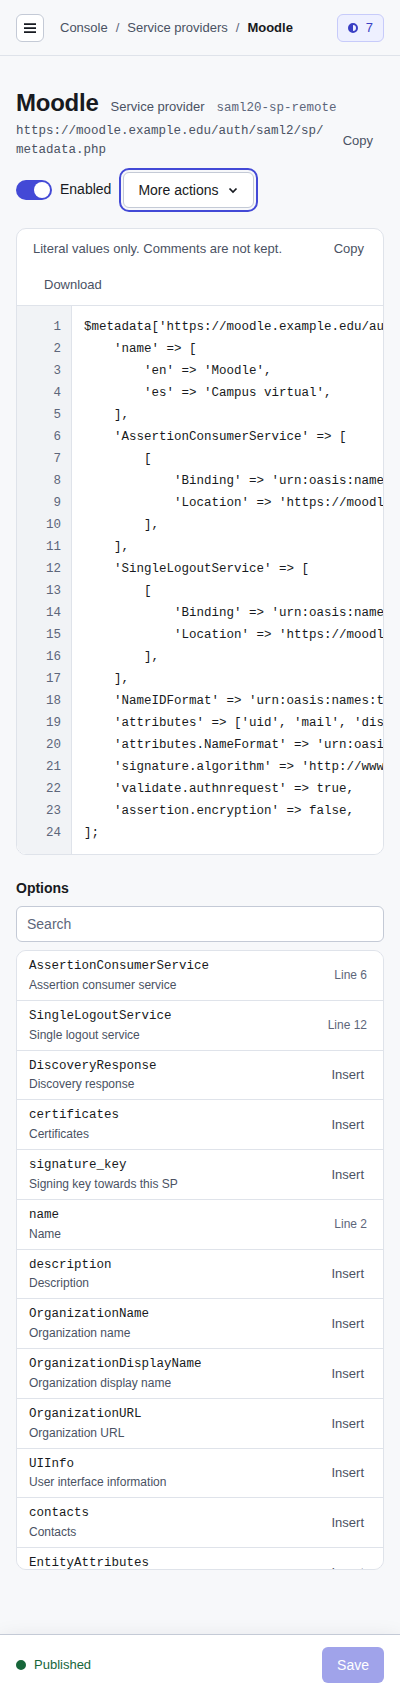 Console / Service providers / Moodle
7
Moodle Service provider saml20-sp-remote
https://moodle.example.edu/auth/saml2/sp/
metadata.php
Copy
Enabled
More actions
Literal values only. Comments are not kept.
Copy
Download
1 $metadata['https://moodle.example.edu/au
2 'name' => [
3 'en' => 'Moodle',
4 'es' => 'Campus virtual',
5 ],
6 'AssertionConsumerService' => [
7 [
8 'Binding' => 'urn:oasis:name
9 'Location' => 'https://moodl
10 ],
11 ],
12 'SingleLogoutService' => [
13 [
14 'Binding' => 'urn:oasis:name
15 'Location' => 'https://moodl
16 ],
17 ],
18 'NameIDFormat' => 'urn:oasis:names:t
19 'attributes' => ['uid', 'mail', 'dis
20 'attributes.NameFormat' => 'urn:oasi
21 'signature.algorithm' => 'http://www
22 'validate.authnrequest' => true,
23 'assertion.encryption' => false,
24 ];
Options
Search
AssertionConsumerService
Assertion consumer service
Line 6
SingleLogoutService
Single logout service
Line 12
DiscoveryResponse
Discovery response
Insert
certificates
Certificates
Insert
signature_key
Signing key towards this SP
Insert
name
Name
Line 2
description
Description
Insert
OrganizationName
Organization name
Insert
OrganizationDisplayName
Organization display name
Insert
OrganizationURL
Organization URL
Insert
UIInfo
User interface information
Insert
contacts
Contacts
Insert
EntityAttributes
Published
Save